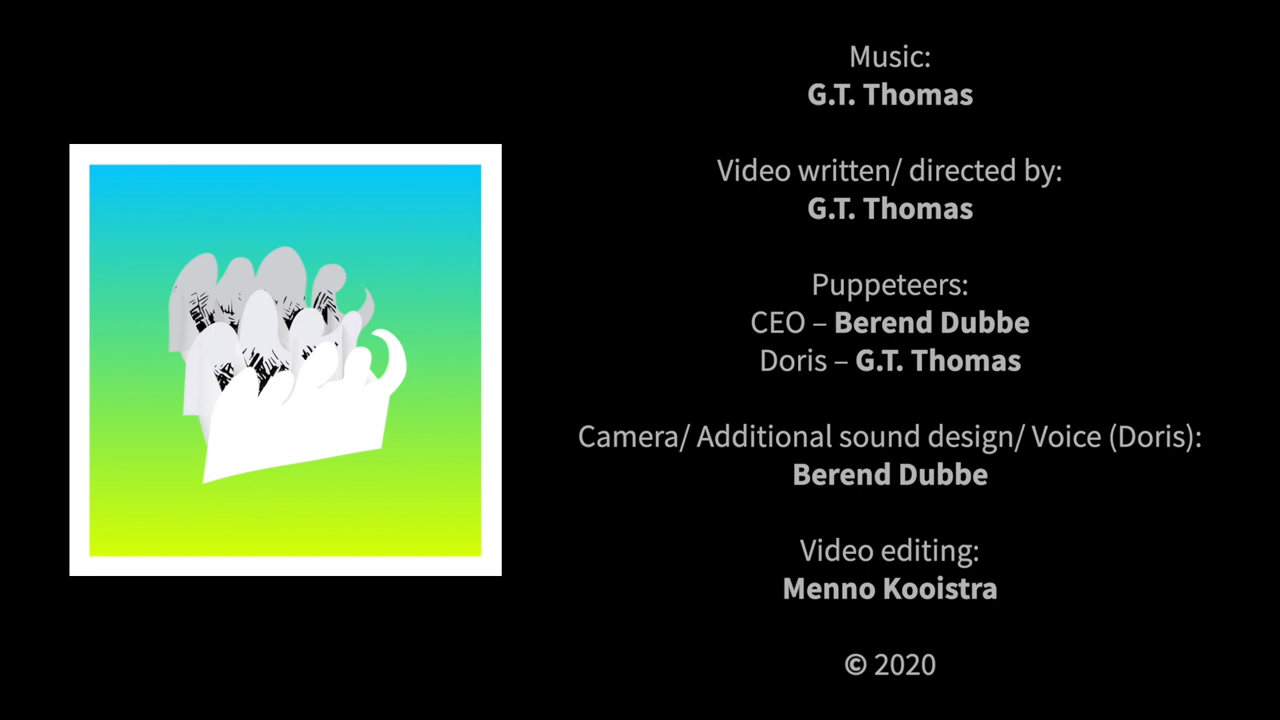 Music:
G.T. Thomas
Video written/ directed by:
G.T. Thomas
Puppeteers:
CEO – Berend Dubbe
Doris – G.T. Thomas
Camera/ Additional sound design/ Voice (Doris):
Berend Dubbe
Video editing:
Menno Kooistra
© 2020